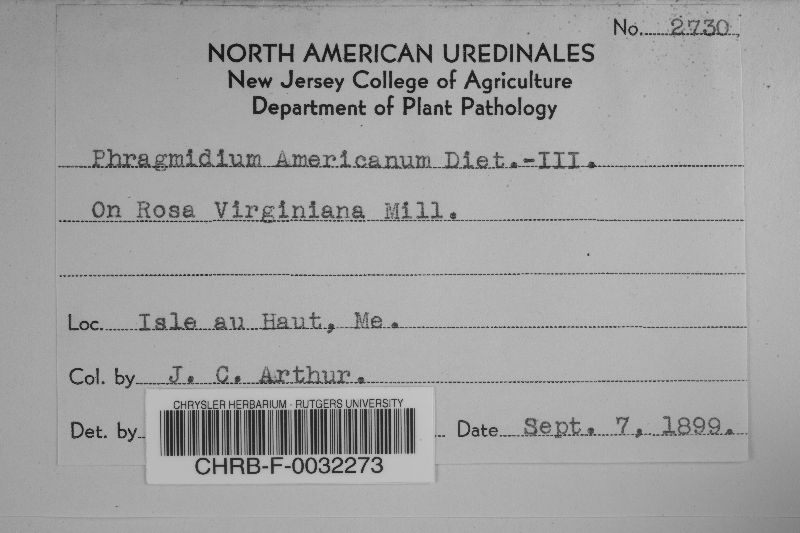 No. 2730
NORTH AMERICAN UREDINALES
New Jersey College of Agriculture
Department of Plant Pathology
Phragmidium Americanum Diet.-III.
On Rosa Virginiana Mill.
Loc. Isle au Haut, Me.
Col. by J. C. Arthur.
Det. by Date Sept. 7, 1899.
CHRYSLER HERBARIUM - RUTGERS UNIVERSITY
CHRB-F-0032273